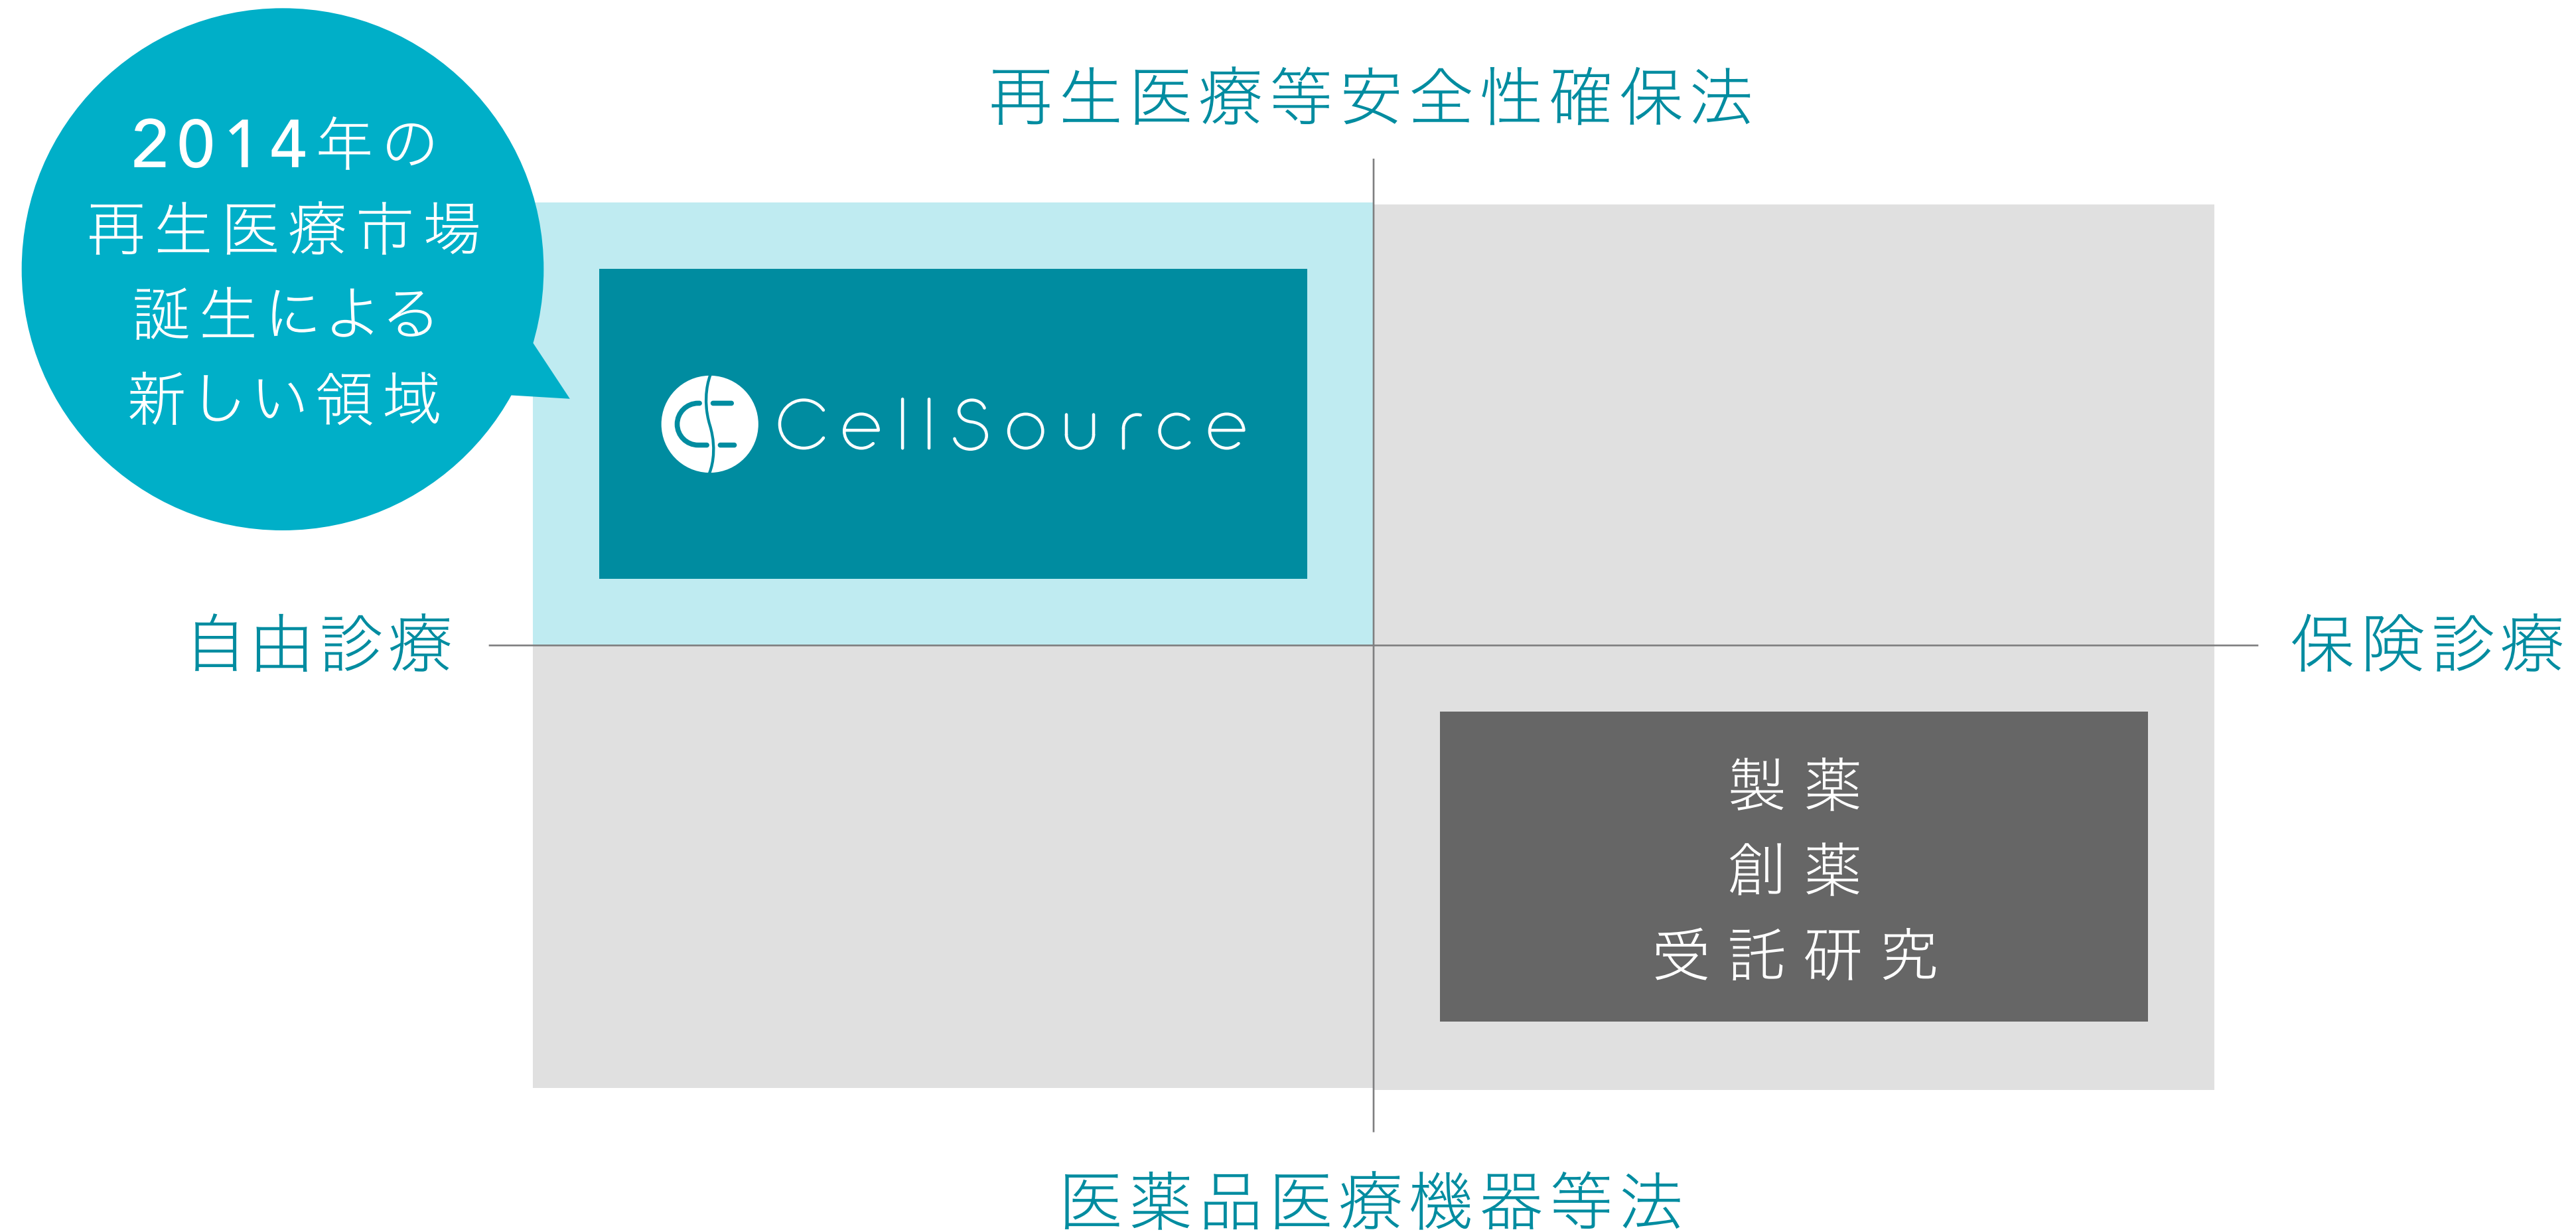 再生医療等安全性確保法
2014年の
再生医療市場
誕生による
新しい領域
CellSource
自由診療
保険診療
製薬
創薬
受託研究
医薬品医療機器等法